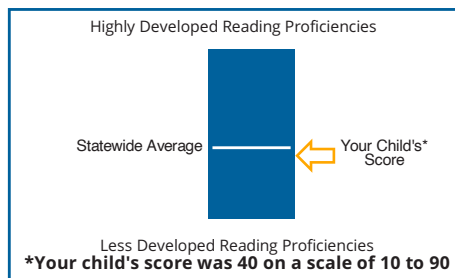 Highly Developed Reading Proficiencies
Statewide Average
Your Child's*
Score
Less Developed Reading Proficiencies
*Your child's score was 40 on a scale of 10 to 90